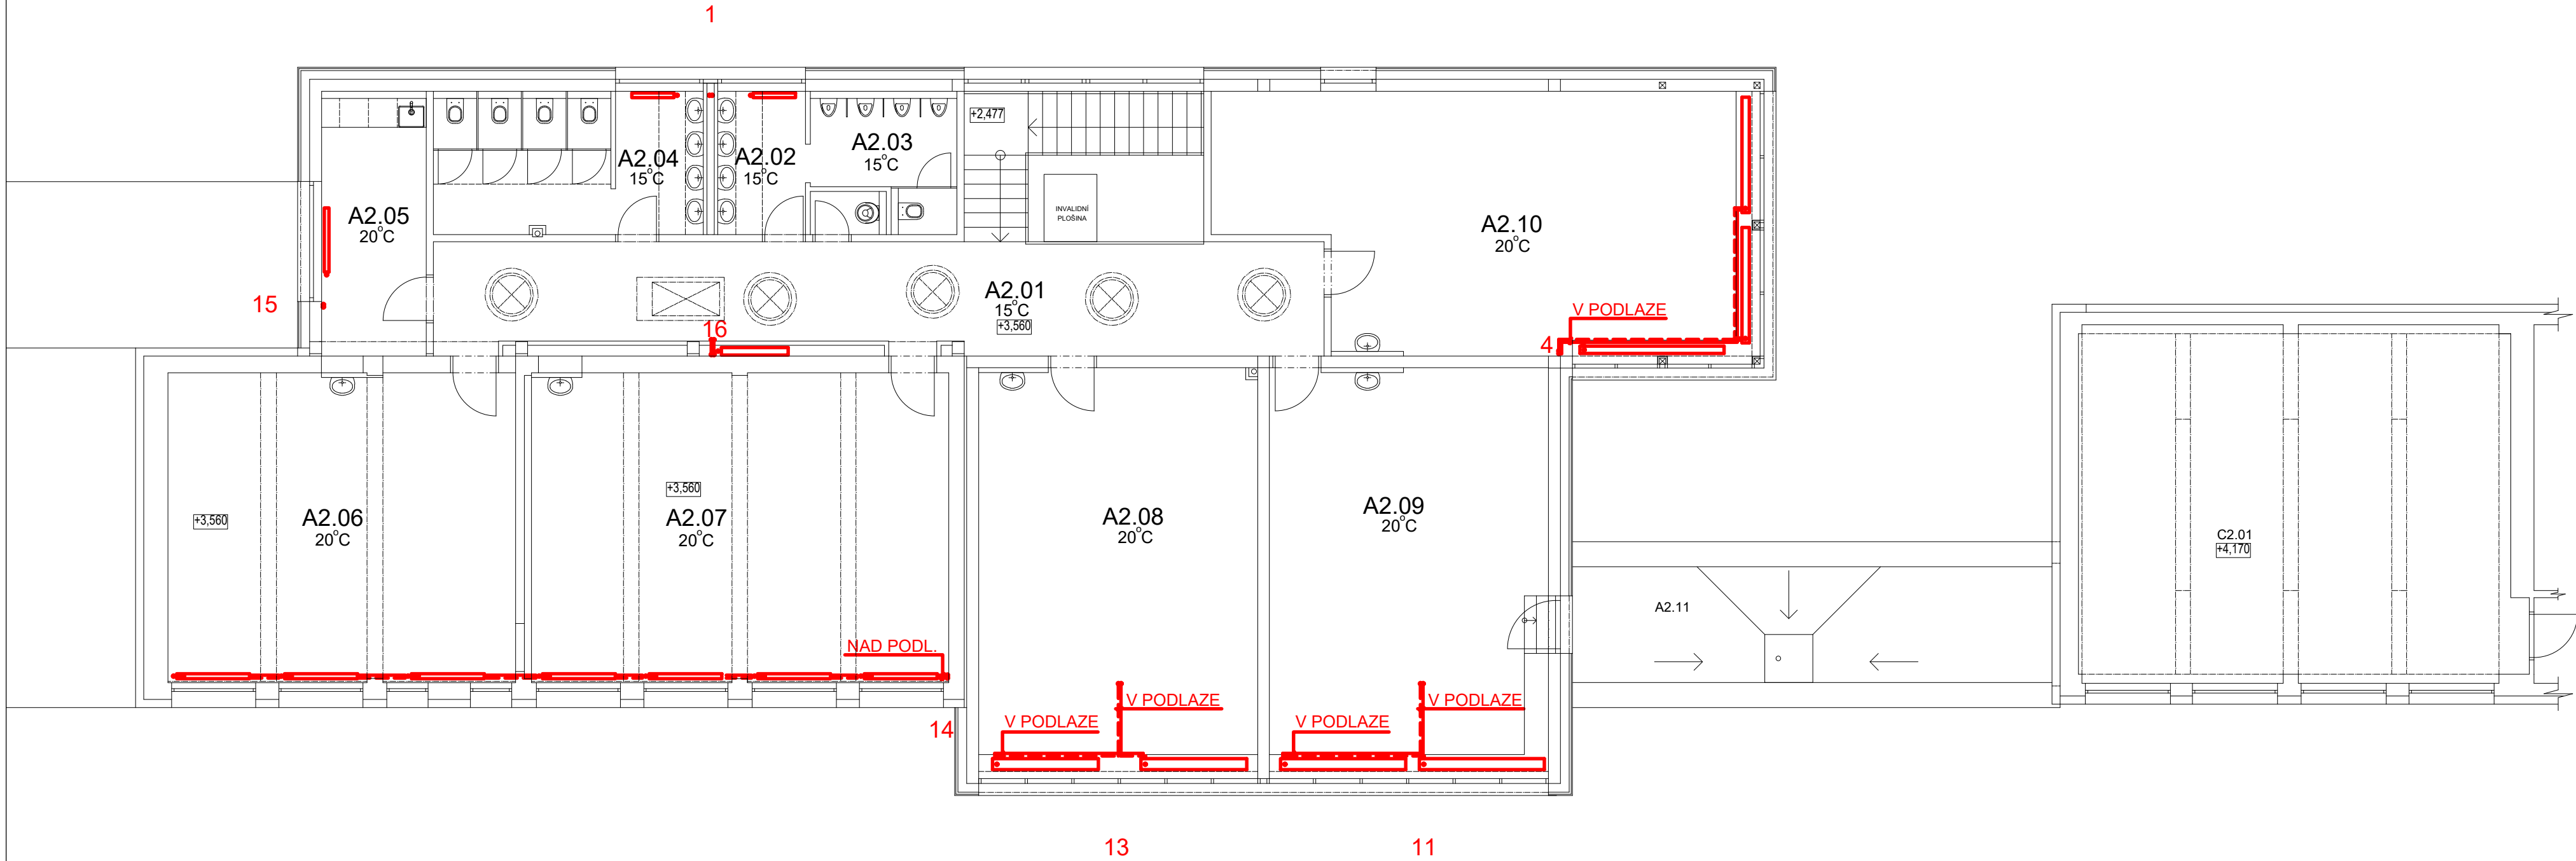 1
+2,477
A2.03
15°C
A2.04
15°C
A2.02
15°C
A2.05
20°C
INVALIDNÍ
PLOŠINA
A2.10
20°C
15
A2.01
15°C
+3,560
16
V PODLAZE
4
+3,560
A2.06
20°C
+3,560
A2.07
20°C
A2.08
20°C
A2.09
20°C
C2.01
+4,170
A2.11
NAD PODL.
V PODLAZE
V PODLAZE
V PODLAZE
V PODLAZE
14
13
11